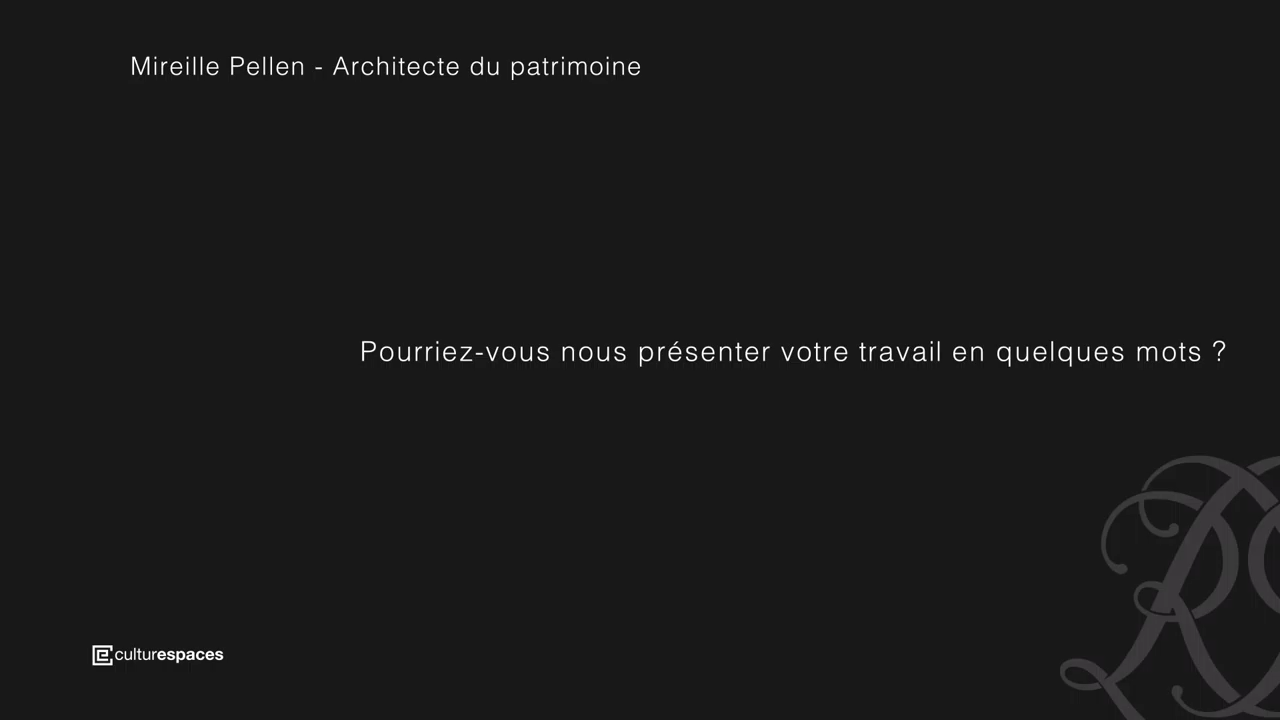 Mireille Pellen - Architecte du patrimoine
Pourriez-vous nous présenter votre travail en quelques mots ?
culturespaces